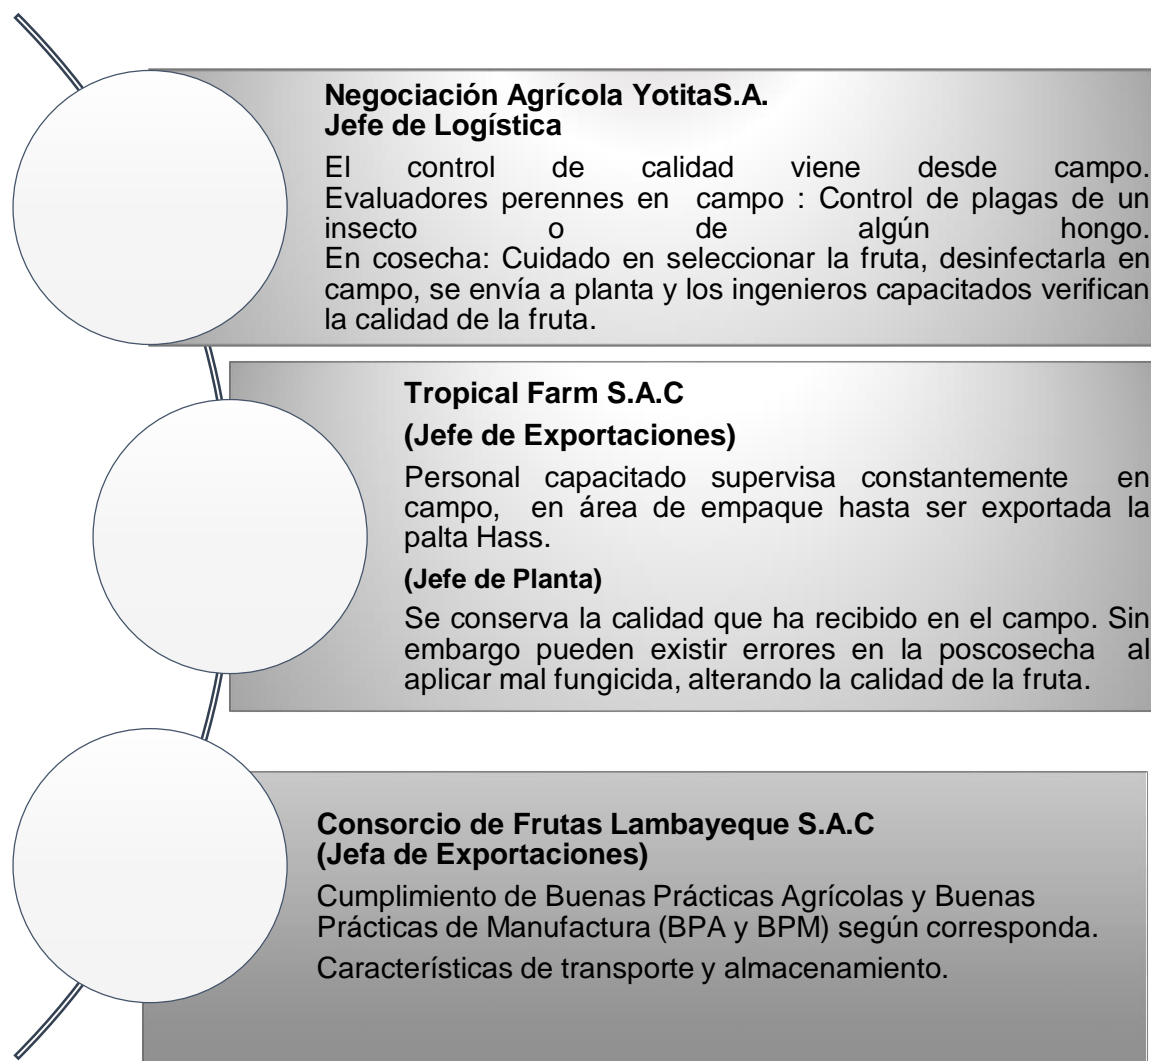 Negociación Agrícola YotitaS.A.
Jefe de Logística
El control de calidad viene desde campo.
Evaluadores perennes en campo : Control de plagas de un
insecto o de algún hongo.
En cosecha: Cuidado en seleccionar la fruta, desinfectarla en
campo, se envía a planta y los ingenieros capacitados verifican
la calidad de la fruta.
Tropical Farm S.A.C
(Jefe de Exportaciones)
Personal capacitado supervisa constantemente en
campo, en área de empaque hasta ser exportada la
palta Hass.
(Jefe de Planta)
Se conserva la calidad que ha recibido en el campo. Sin
embargo pueden existir errores en la poscosecha al
aplicar mal fungicida, alterando la calidad de la fruta.
Consorcio de Frutas Lambayeque S.A.C
(Jefa de Exportaciones)
Cumplimiento de Buenas Prácticas Agrícolas y Buenas
Prácticas de Manufactura (BPA y BPM) según corresponda.
Características de transporte y almacenamiento.